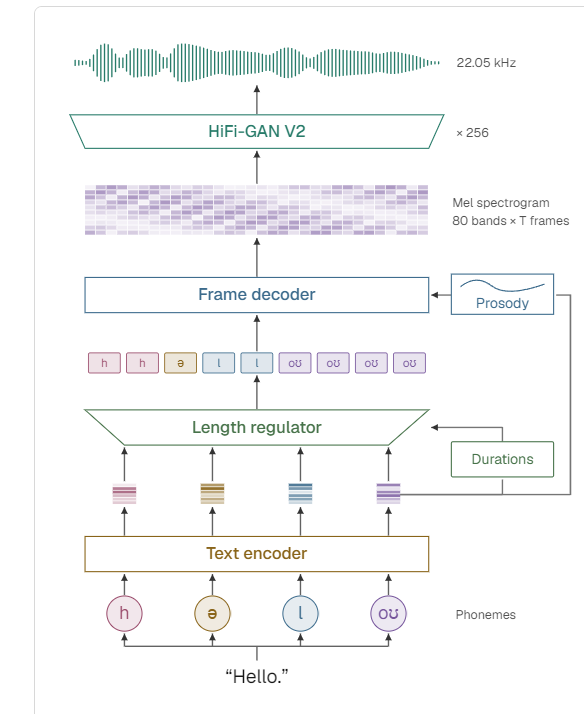 22.05 kHz
HiFi-GAN V2
× 256
Mel spectrogram
80 bands × T frames
Frame decoder
Prosody
h h ə l l oʊ oʊ oʊ oʊ
Length regulator
Durations
Text encoder
h ə l oʊ
Phonemes
“Hello.”